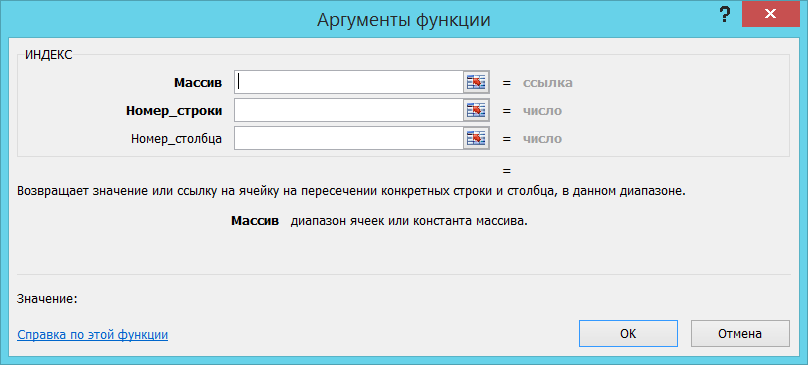 Аргументы функции
?
ИНДЕКС
Массив = ссылка
Номер_строки = число
Номер_столбца = число
=
Возвращает значение или ссылку на ячейку на пересечении конкретных строки и столбца, в данном диапазоне.
Массив диапазон ячеек или константа массива.
Значение:
Справка по этой функции
ОК
Отмена